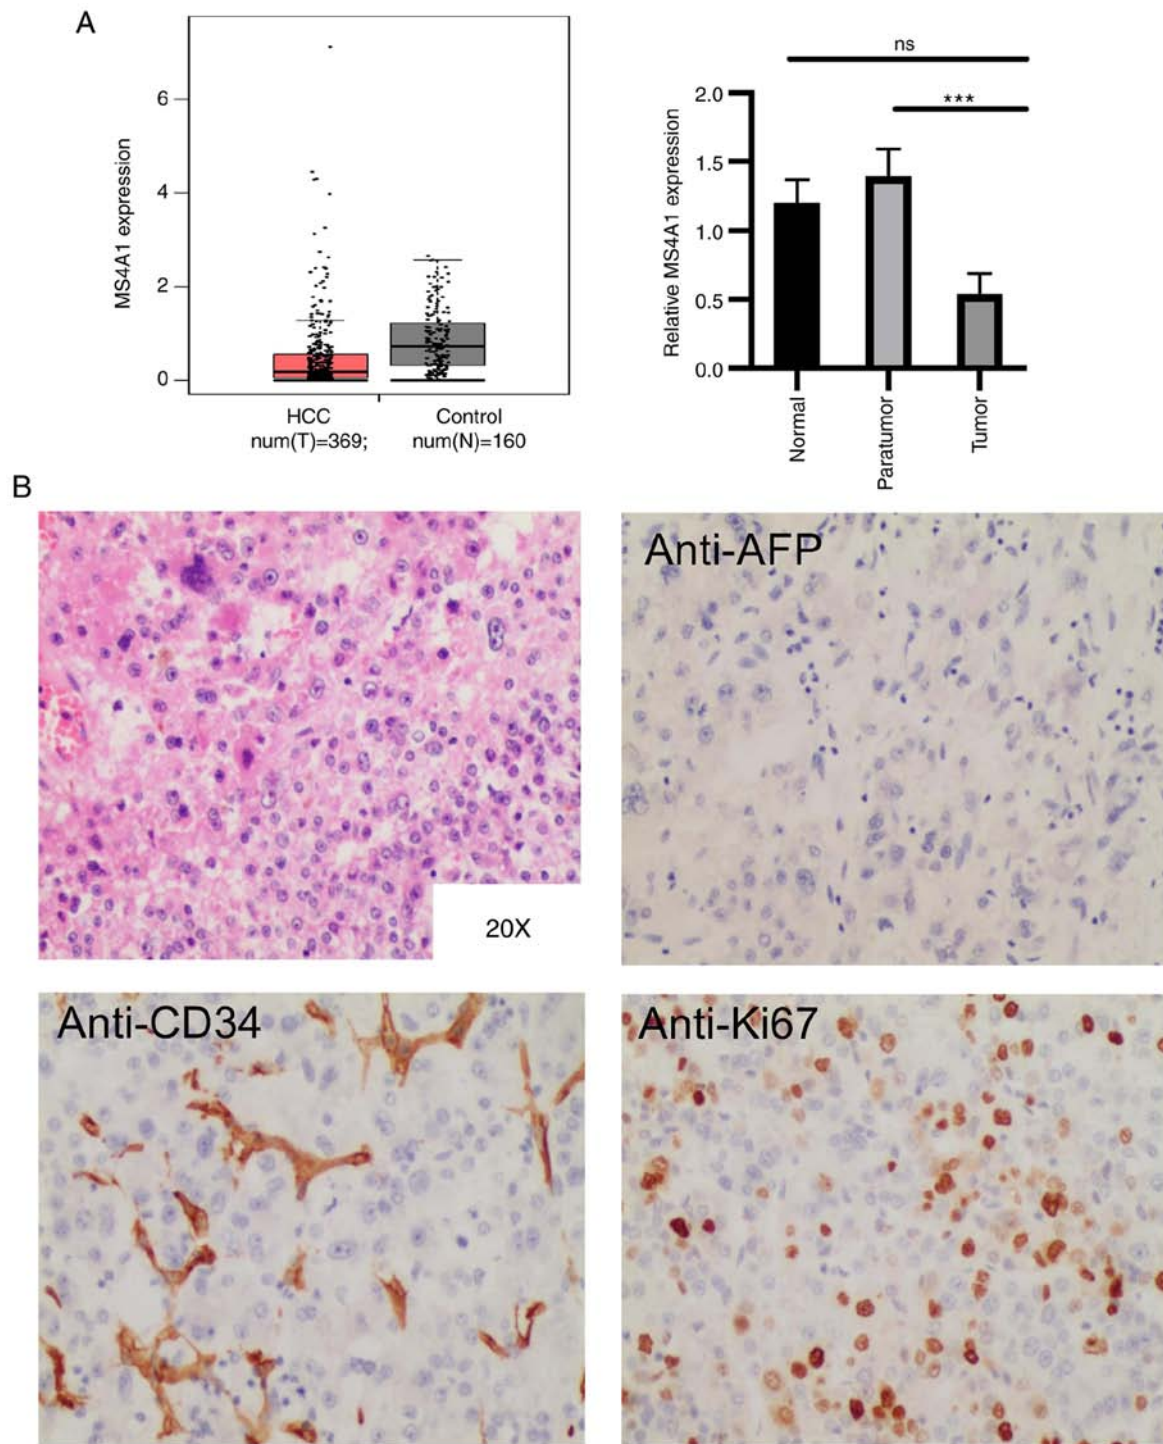 A
MS4A1 expression
6
4
2
0
HCC
num(T)=369;
Control
num(N)=160
ns
***
Relative MS4A1 expression
2.0
1.5
1.0
0.5
0.0
Normal
Paratumor
Tumor
B
20X
Anti-AFP
Anti-CD34
Anti-Ki67